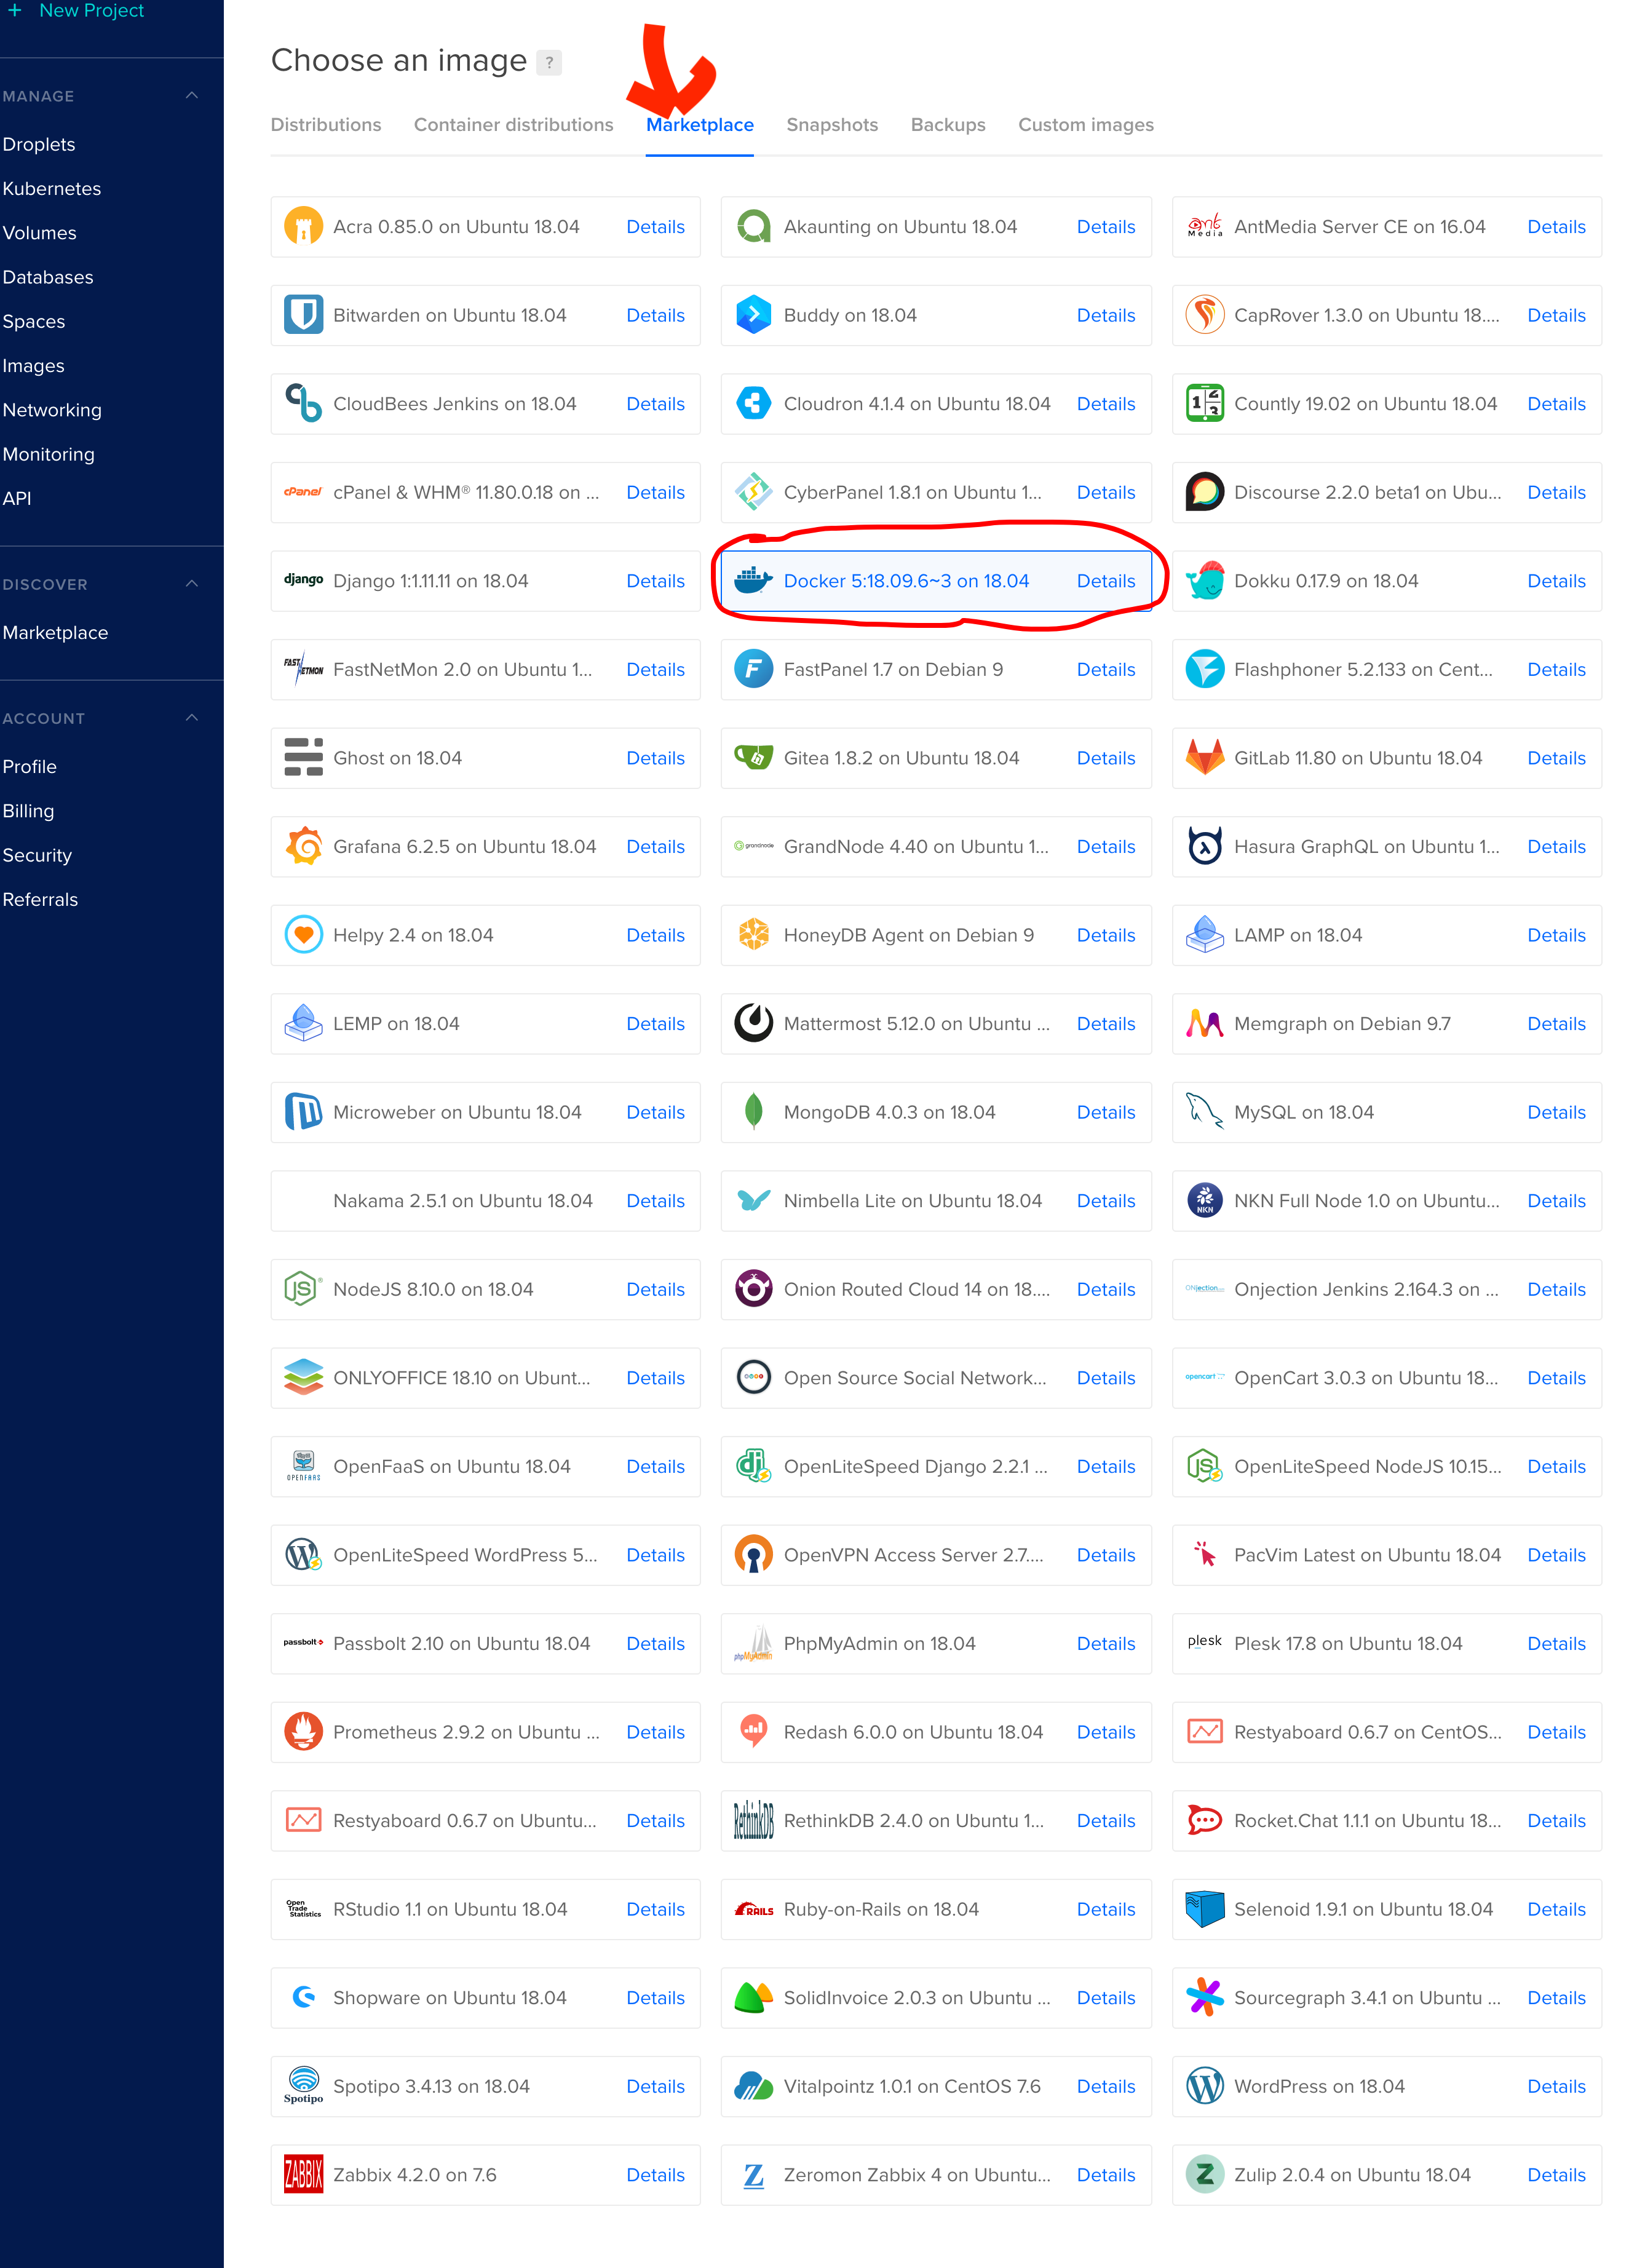 + New Project
MANAGE
Droplets
Kubernetes
Volumes
Databases
Spaces
Images
Networking
Monitoring
API
DISCOVER
Marketplace
ACCOUNT
Profile
Billing
Security
Referrals
Choose an image ?
Distributions Container distributions Marketplace Snapshots Backups Custom images
Acra 0.85.0 on Ubuntu 18.04 Details
Akaunting on Ubuntu 18.04 Details
ant Media AntMedia Server CE on 16.04 Details
Bitwarden on Ubuntu 18.04 Details
Buddy on 18.04 Details
CapRover 1.3.0 on Ubuntu 18.... Details
CloudBees Jenkins on 18.04 Details
Cloudron 4.1.4 on Ubuntu 18.04 Details
Countly 19.02 on Ubuntu 18.04 Details
cPanel cPanel & WHM® 11.80.0.18 on ... Details
CyberPanel 1.8.1 on Ubuntu 1... Details
Discourse 2.2.0 beta1 on Ubu... Details
django Django 1:1.11.11 on 18.04 Details
Docker 5:18.09.6~3 on 18.04 Details
Dokku 0.17.9 on 18.04 Details
FASTNETMON FastNetMon 2.0 on Ubuntu 1... Details
F FastPanel 1.7 on Debian 9 Details
Flashphoner 5.2.133 on Cent... Details
Ghost on 18.04 Details
Gitea 1.8.2 on Ubuntu 18.04 Details
GitLab 11.80 on Ubuntu 18.04 Details
Grafana 6.2.5 on Ubuntu 18.04 Details
grandnode GrandNode 4.40 on Ubuntu 1... Details
Hasura GraphQL on Ubuntu 1... Details
Helpy 2.4 on 18.04 Details
HoneyDB Agent on Debian 9 Details
LAMP on 18.04 Details
LEMP on 18.04 Details
Mattermost 5.12.0 on Ubuntu ... Details
Memgraph on Debian 9.7 Details
Microweber on Ubuntu 18.04 Details
MongoDB 4.0.3 on 18.04 Details
MySQL on 18.04 Details
Nakama 2.5.1 on Ubuntu 18.04 Details
Nimbella Lite on Ubuntu 18.04 Details
NKN NKN Full Node 1.0 on Ubuntu... Details
JS NodeJS 8.10.0 on 18.04 Details
Onion Routed Cloud 14 on 18.... Details
ONjection Onjection Jenkins 2.164.3 on ... Details
ONLYOFFICE 18.10 on Ubunt... Details
Open Source Social Network... Details
opencart OpenCart 3.0.3 on Ubuntu 18... Details
OPENFAAS OpenFaaS on Ubuntu 18.04 Details
dj OpenLiteSpeed Django 2.2.1 ... Details
JS OpenLiteSpeed NodeJS 10.15... Details
OpenLiteSpeed WordPress 5... Details
OpenVPN Access Server 2.7.... Details
PacVim Latest on Ubuntu 18.04 Details
passbolt Passbolt 2.10 on Ubuntu 18.04 Details
phpMyAdmin PhpMyAdmin on 18.04 Details
plesk Plesk 17.8 on Ubuntu 18.04 Details
Prometheus 2.9.2 on Ubuntu ... Details
Redash 6.0.0 on Ubuntu 18.04 Details
Restyaboard 0.6.7 on CentOS... Details
Restyaboard 0.6.7 on Ubuntu... Details
RethinkDB RethinkDB 2.4.0 on Ubuntu 1... Details
Rocket.Chat 1.1.1 on Ubuntu 18... Details
Open Trade Statistics RStudio 1.1 on Ubuntu 18.04 Details
RAILS Ruby-on-Rails on 18.04 Details
Selenoid 1.9.1 on Ubuntu 18.04 Details
Shopware on Ubuntu 18.04 Details
SolidInvoice 2.0.3 on Ubuntu ... Details
Sourcegraph 3.4.1 on Ubuntu ... Details
Spotipo Spotipo 3.4.13 on 18.04 Details
Vitalpointz 1.0.1 on CentOS 7.6 Details
WordPress on 18.04 Details
ZABBIX Zabbix 4.2.0 on 7.6 Details
Z Zeromon Zabbix 4 on Ubuntu... Details
Z Zulip 2.0.4 on Ubuntu 18.04 Details